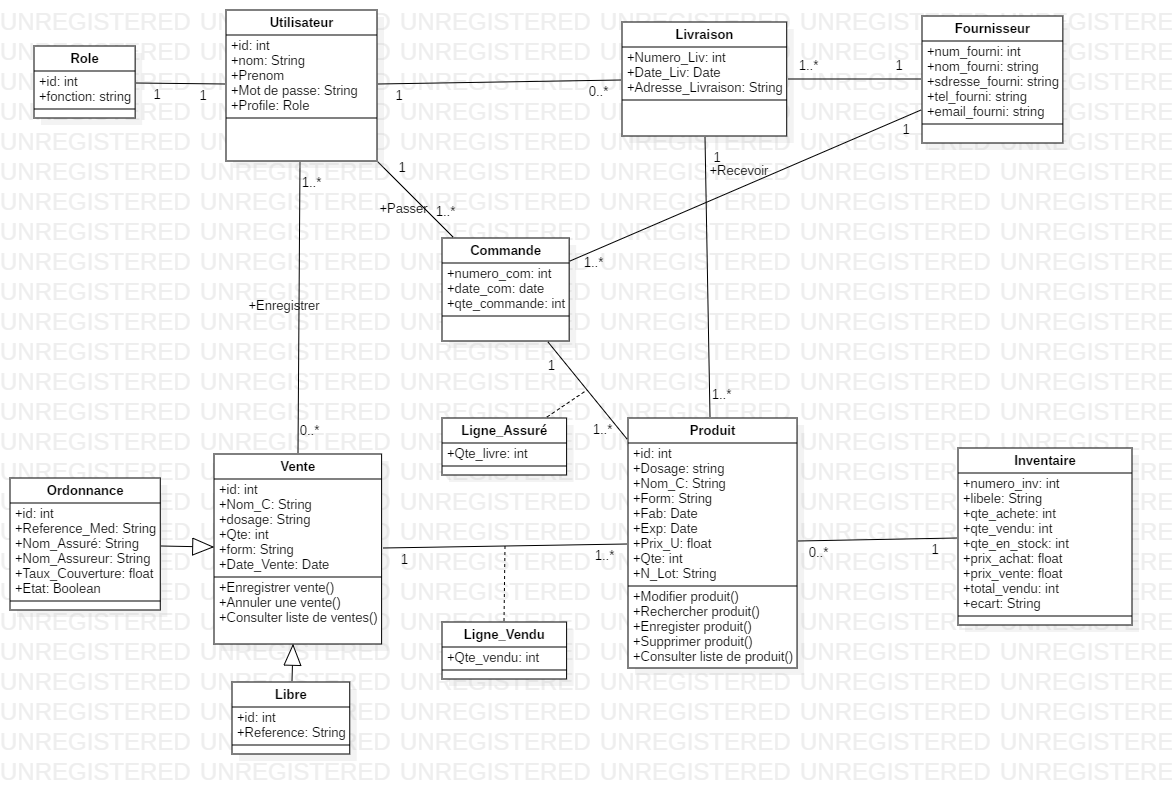 Role
+id: int
+fonction: string
1
1
Utilisateur
+id: int
+nom: String
+Prenom
+Mot de passe: String
+Profile: Role
1
0..*
Livraison
+Numero_Liv: int
+Date_Liv: Date
+Adresse_Livraison: String
1..*
1
Fournisseur
+num_fourni: int
+nom_fourni: string
+sdresse_fourni: string
+tel_fourni: string
+email_fourni: string
1
1
+Recevoir
1..*
1
+Passer
1..*
Commande
+numero_com: int
+date_com: date
+qte_commande: int
1..*
+Enregistrer
0..*
1
1..*
1..*
Ligne_Assuré
+Qte_livre: int
Produit
+id: int
+Dosage: string
+Nom_C: String
+Form: String
+Fab: Date
+Exp: Date
+Prix_U: float
+Qte: int
+N_Lot: String
+Modifier produit()
+Rechercher produit()
+Enregister produit()
+Supprimer produit()
+Consulter liste de produit()
0..*
1
Inventaire
+numero_inv: int
+libele: String
+qte_achete: int
+qte_vendu: int
+qte_en_stock: int
+prix_achat: float
+prix_vente: float
+total_vendu: int
+ecart: String
Ordonnance
+id: int
+Reference_Med: String
+Nom_Assuré: String
+Nom_Assureur: String
+Taux_Couverture: float
+Etat: Boolean
Vente
+id: int
+Nom_C: String
+dosage: String
+Qte: int
+form: String
+Date_Vente: Date
+Enregistrer vente()
+Annuler une vente()
+Consulter liste de ventes()
1
1..*
Ligne_Vendu
+Qte_vendu: int
Libre
+id: int
+Reference: String
UNREGISTERED